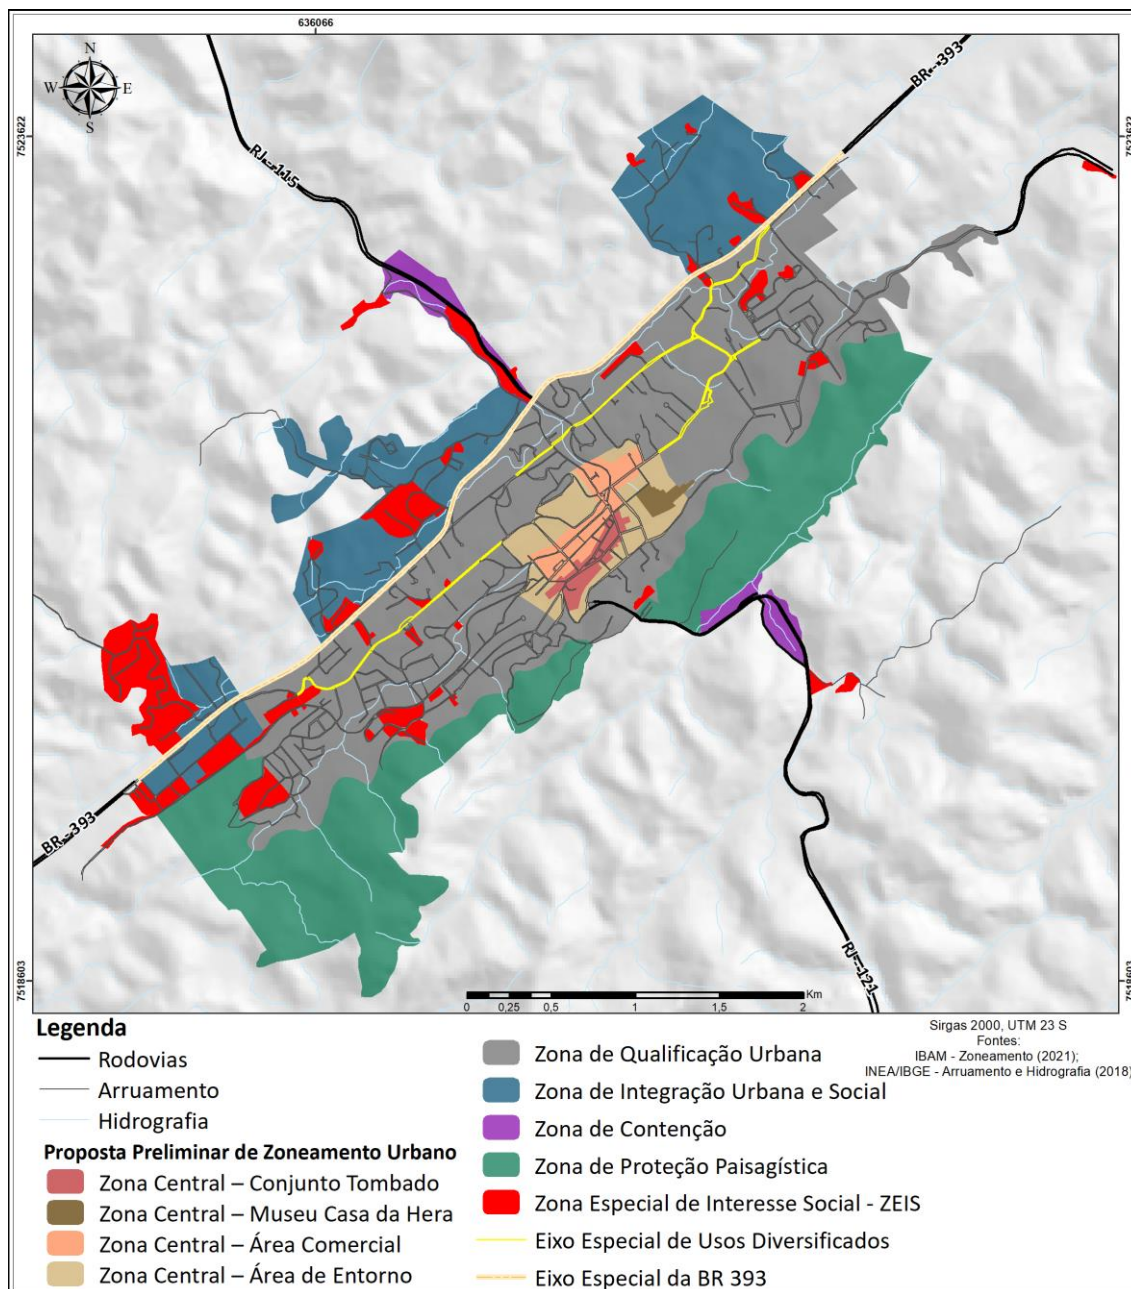 636066
N
W E
S
7523622
7523622
BR - 393
RJ - 115
BR - 393
RJ - 121
7518603
7518603
0 0,25 0,5 1 1,5 2 Km
Legenda
Rodovias
Arruamento
Hidrografia
Proposta Preliminar de Zoneamento Urbano
Zona Central – Conjunto Tombado
Zona Central – Museu Casa da Hera
Zona Central – Área Comercial
Zona Central – Área de Entorno
Zona de Qualificação Urbana
Zona de Integração Urbana e Social
Zona de Contenção
Zona de Proteção Paisagística
Zona Especial de Interesse Social - ZEIS
Eixo Especial de Usos Diversificados
Eixo Especial da BR 393
Sirgas 2000, UTM 23 S
Fontes:
IBAM - Zoneamento (2021);
INEA/IBGE - Arruamento e Hidrografia (2018)